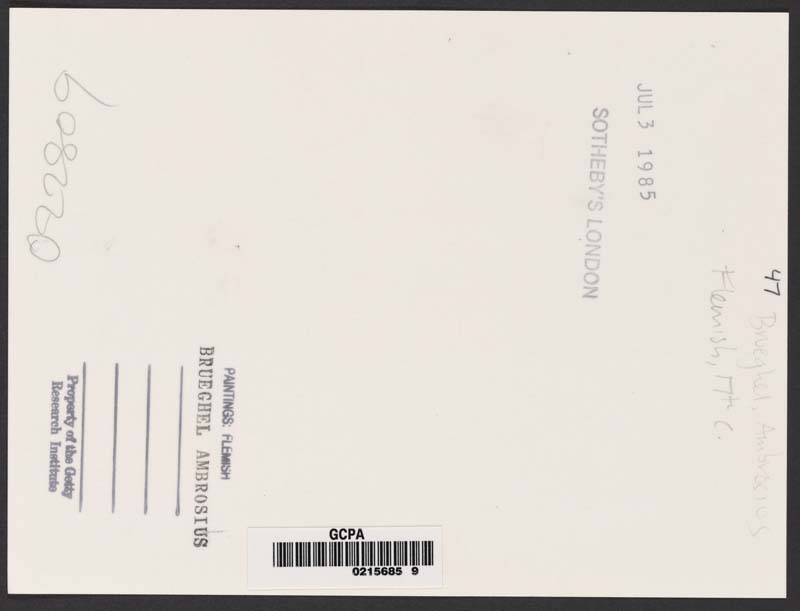 47 Brueghel, Ambrosius
Flemish, 17th c.
JUL 3 1985
SOTHEBY'S LONDON
PAINTINGS: FLEMISH
BRUEGHEL AMBROSIUS
Property of the Getty
Research Institute
608220
GCPA
0215685 9